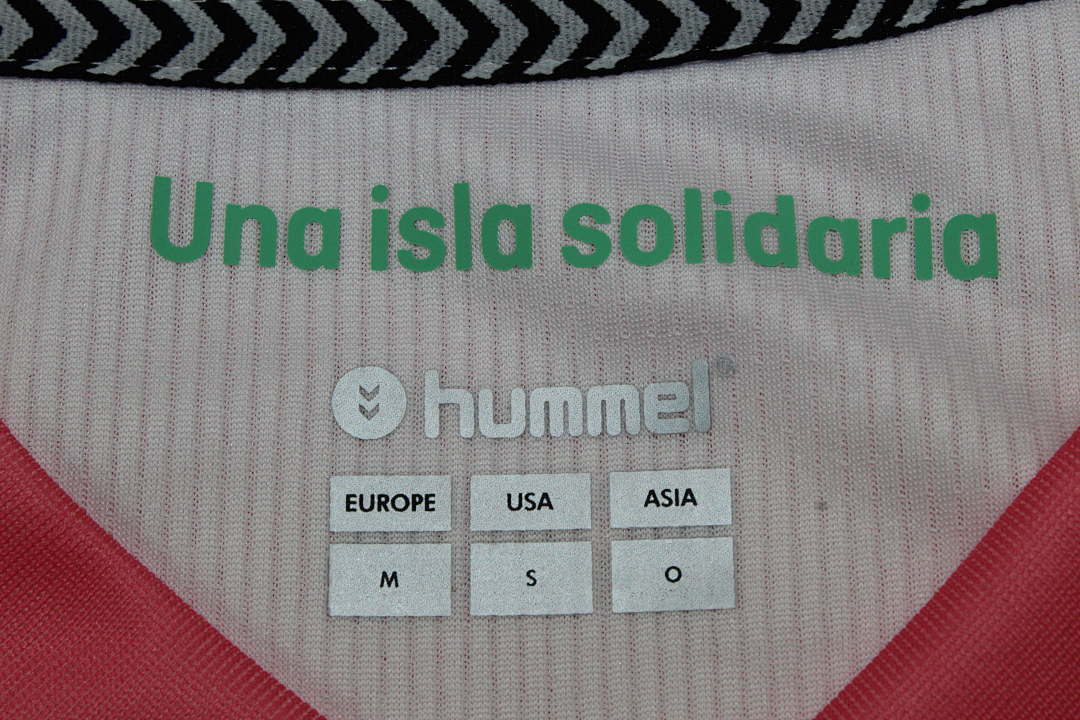 Una isla solidaria
hummel®
EUROPE USA ASIA
M S O